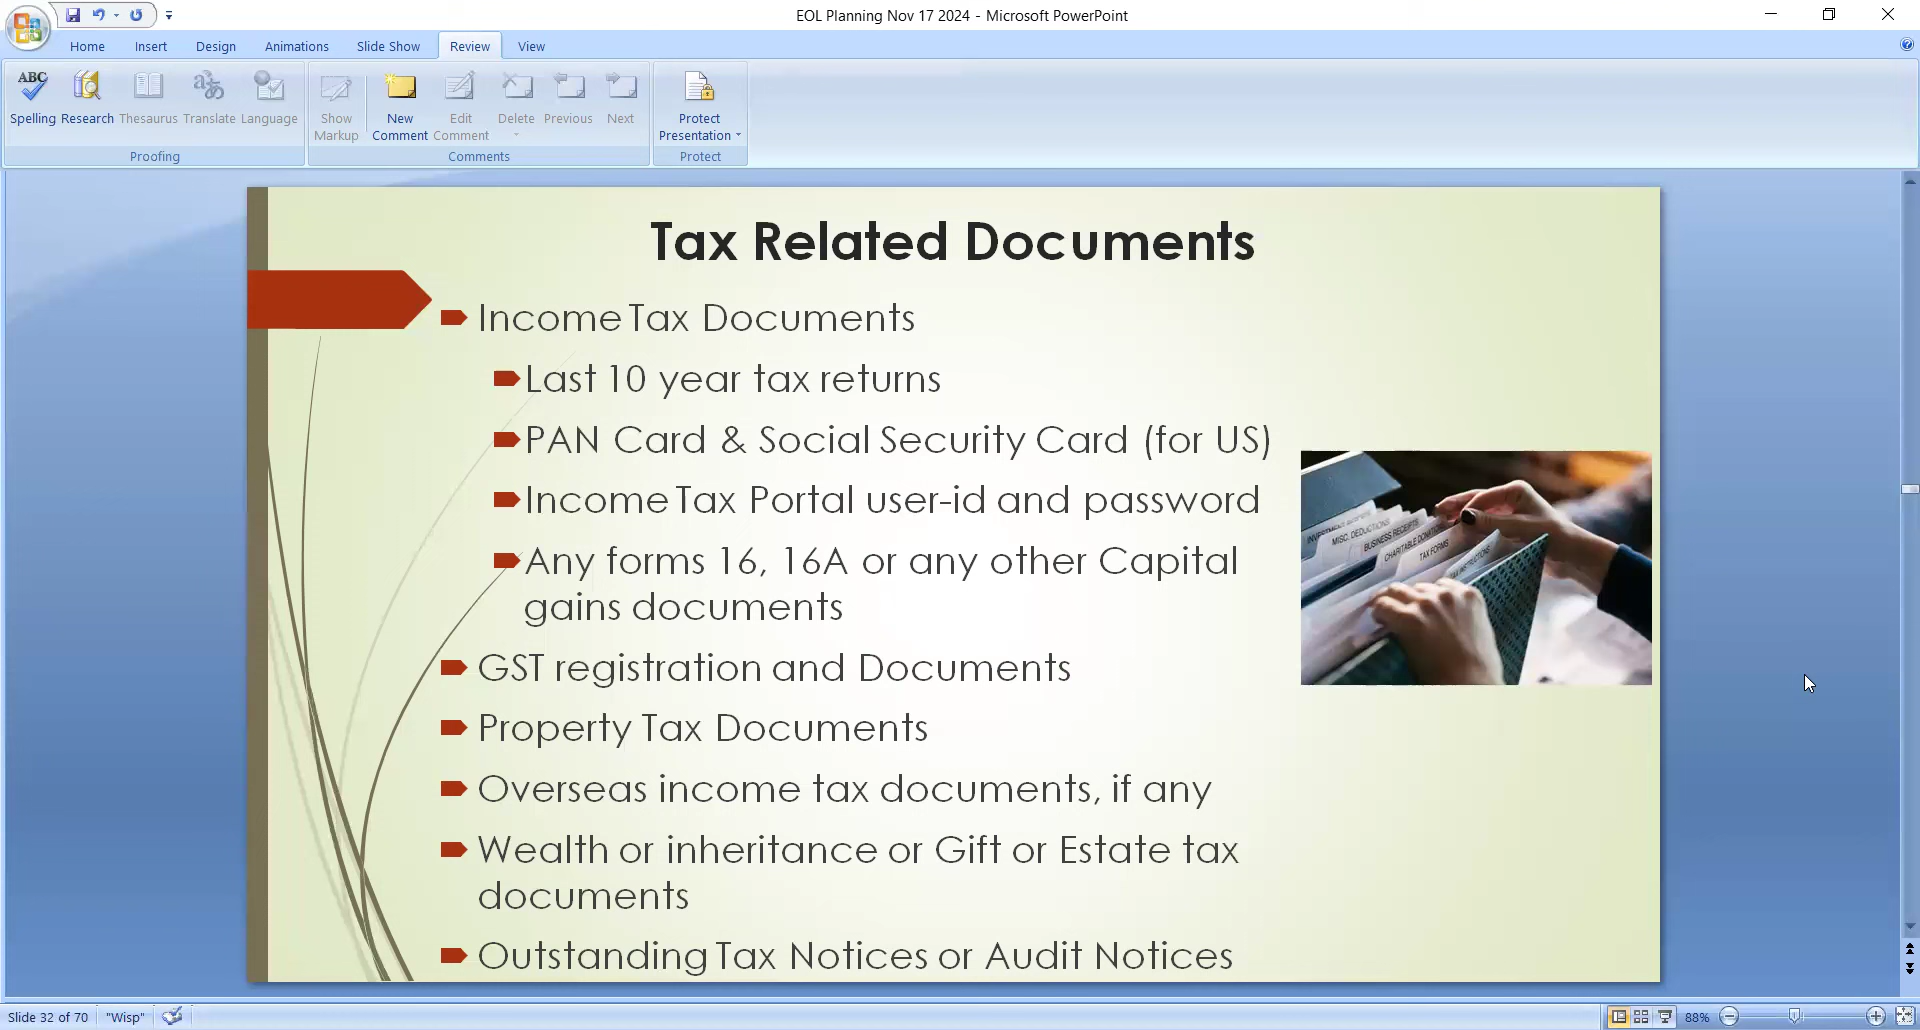 EOL Planning Nov 17 2024 - Microsoft PowerPoint
Home Insert Design Animations Slide Show Review View
ABC
Spelling Research Thesaurus Translate Language Show Markup New Comment Edit Comment Delete Previous Next Protect Presentation
Proofing Comments Protect
Tax Related Documents
Income Tax Documents
Last 10 year tax returns
PAN Card & Social Security Card (for US)
Income Tax Portal user-id and password
Any forms 16, 16A or any other Capital
gains documents
GST registration and Documents
Property Tax Documents
Overseas income tax documents, if any
Wealth or inheritance or Gift or Estate tax
documents
Outstanding Tax Notices or Audit Notices
MISC. DEDUCTIONS
BUSINESS RECEIPTS
CHARITABLE DONATIONS
TAX FORMS
Slide 32 of 70 "Wisp" 88%